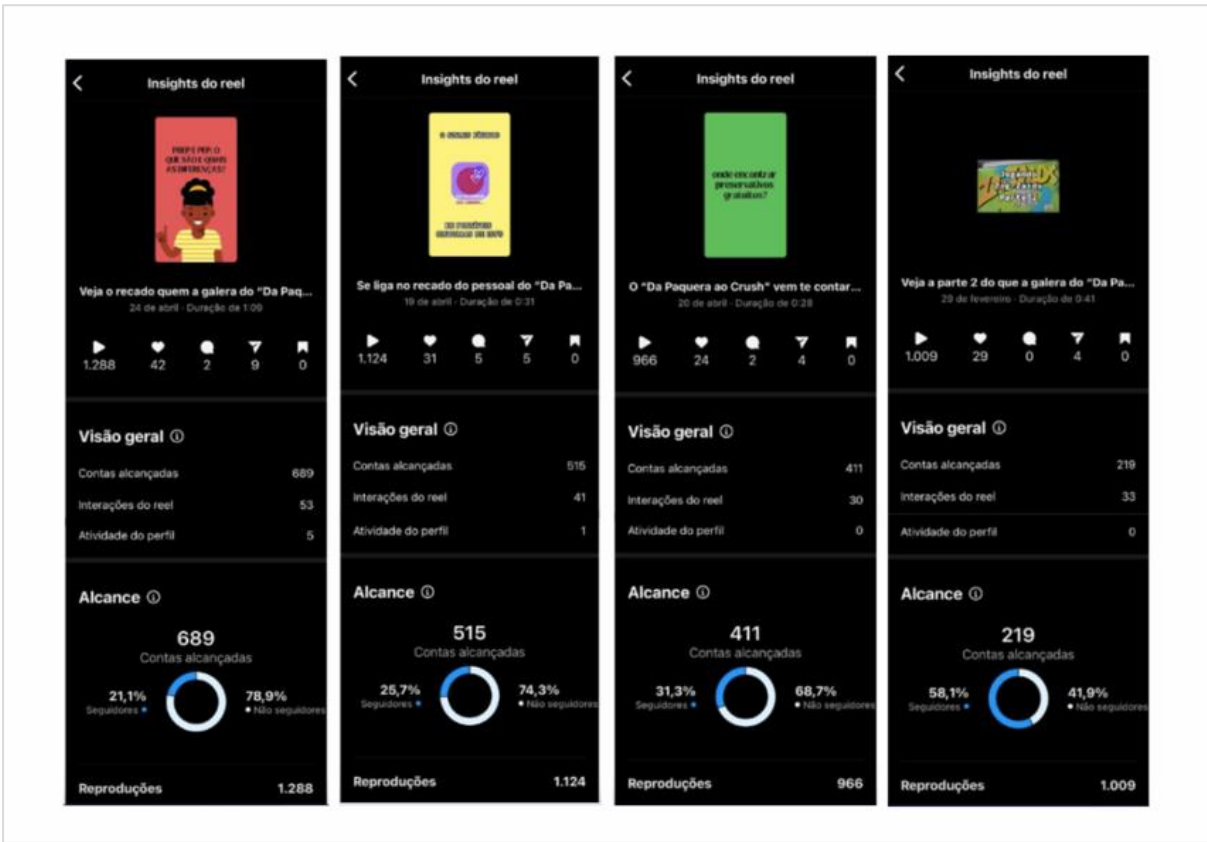 Insights do reel
PREP E PEP: O
QUE SÃO E QUAIS
AS DIFERENÇAS?
Veja o recado quem a galera do "Da Paq...
24 de abril · Duração de 1:09
1.288 42 2 9 0
Visão geral
Contas alcançadas 689
Interações do reel 53
Atividade do perfil 5
Alcance
689
Contas alcançadas
21,1% 78,9%
Seguidores Não seguidores
Reproduções 1.288
Insights do reel
Se liga no recado do pessoal do "Da Pa...
19 de abril · Duração de 0:31
1.124 31 5 5 0
Visão geral
Contas alcançadas 515
Interações do reel 41
Atividade do perfil 1
Alcance
515
Contas alcançadas
25,7% 74,3%
Seguidores Não seguidores
Reproduções 1.124
Insights do reel
onde encontrar
preservativos
gratuitos?
O "Da Paquera ao Crush" vem te contar...
20 de abril · Duração de 0:28
966 24 2 4 0
Visão geral
Contas alcançadas 411
Interações do reel 30
Atividade do perfil 0
Alcance
411
Contas alcançadas
31,3% 68,7%
Seguidores Não seguidores
Reproduções 966
Insights do reel
Jogando
Veja a parte 2 do que a galera do "Da Pa...
29 de fevereiro · Duração de 0:41
1.009 29 0 4 0
Visão geral
Contas alcançadas 219
Interações do reel 33
Atividade do perfil 0
Alcance
219
Contas alcançadas
58,1% 41,9%
Seguidores Não seguidores
Reproduções 1.009